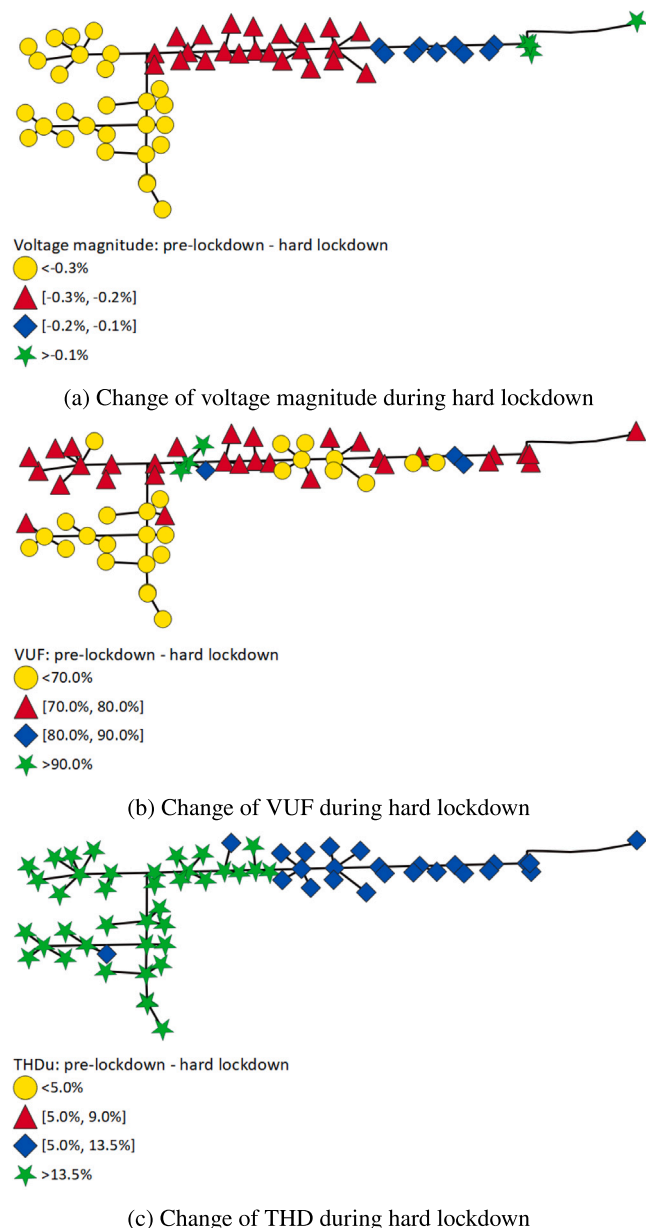 Voltage magnitude: pre-lockdown - hard lockdown
<-0.3%
[-0.3%, -0.2%]
[-0.2%, -0.1%]
>-0.1%
(a) Change of voltage magnitude during hard lockdown
VUF: pre-lockdown - hard lockdown
<70.0%
[70.0%, 80.0%]
[80.0%, 90.0%]
>90.0%
(b) Change of VUF during hard lockdown
THDu: pre-lockdown - hard lockdown
<5.0%
[5.0%, 9.0%]
[5.0%, 13.5%]
>13.5%
(c) Change of THD during hard lockdown